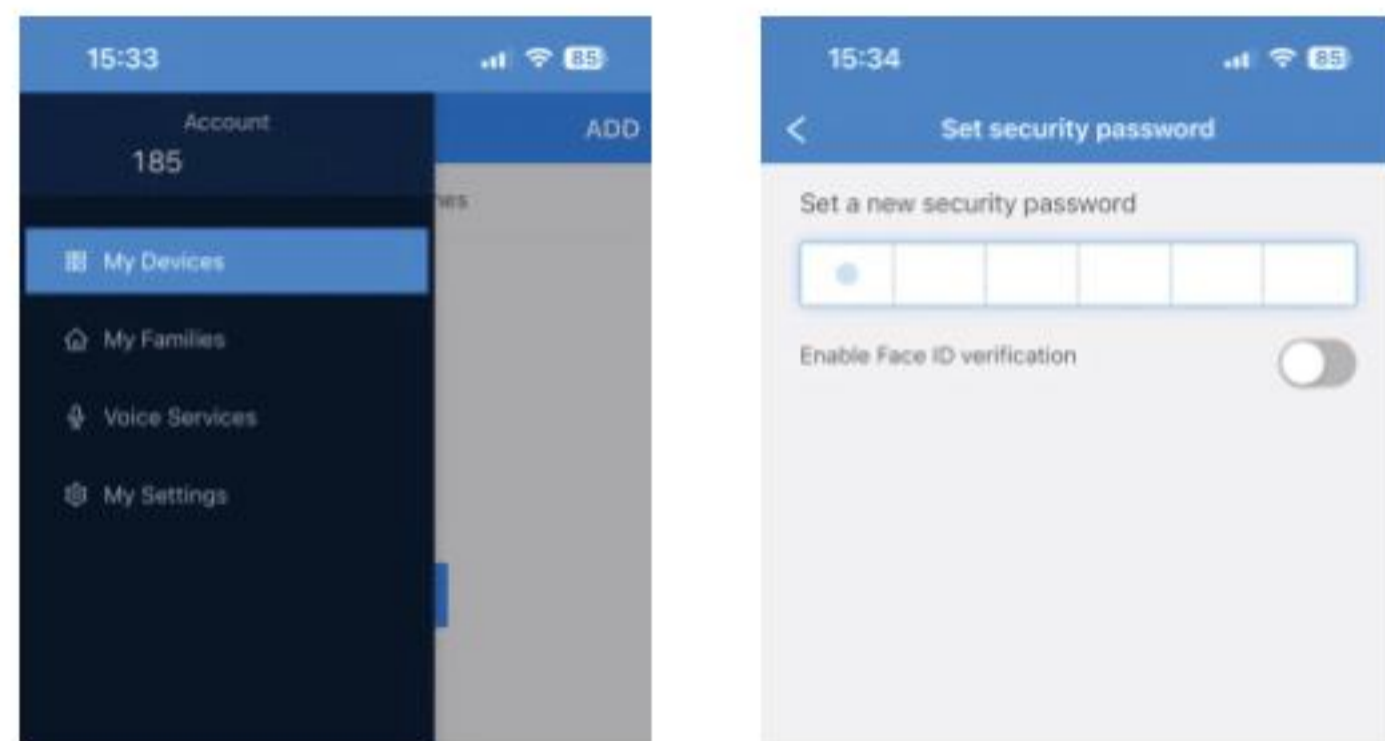 15:33
85
Account
185
ADD
My Devices
My Families
Voice Services
My Settings
15:34
85
Set security password
Set a new security password
Enable Face ID verification